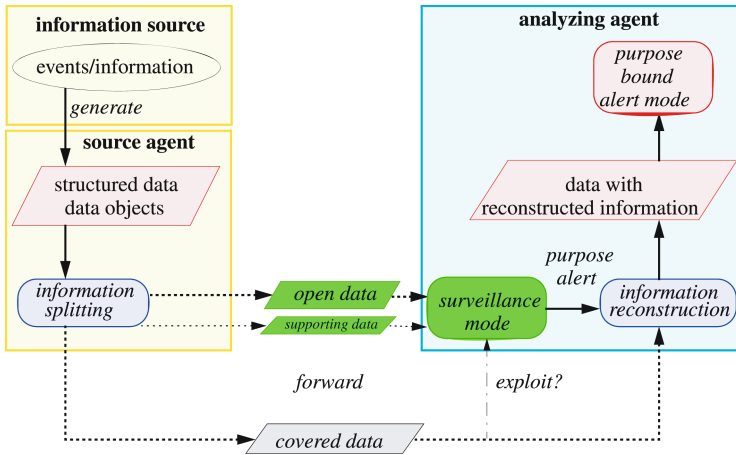 information source
events/information
generate
source agent
structured data
data objects
information
splitting
open data
supporting data
forward
covered data
exploit?
analyzing agent
purpose
bound
alert mode
data with
reconstructed information
purpose
alert
surveillance
mode
information
reconstruction